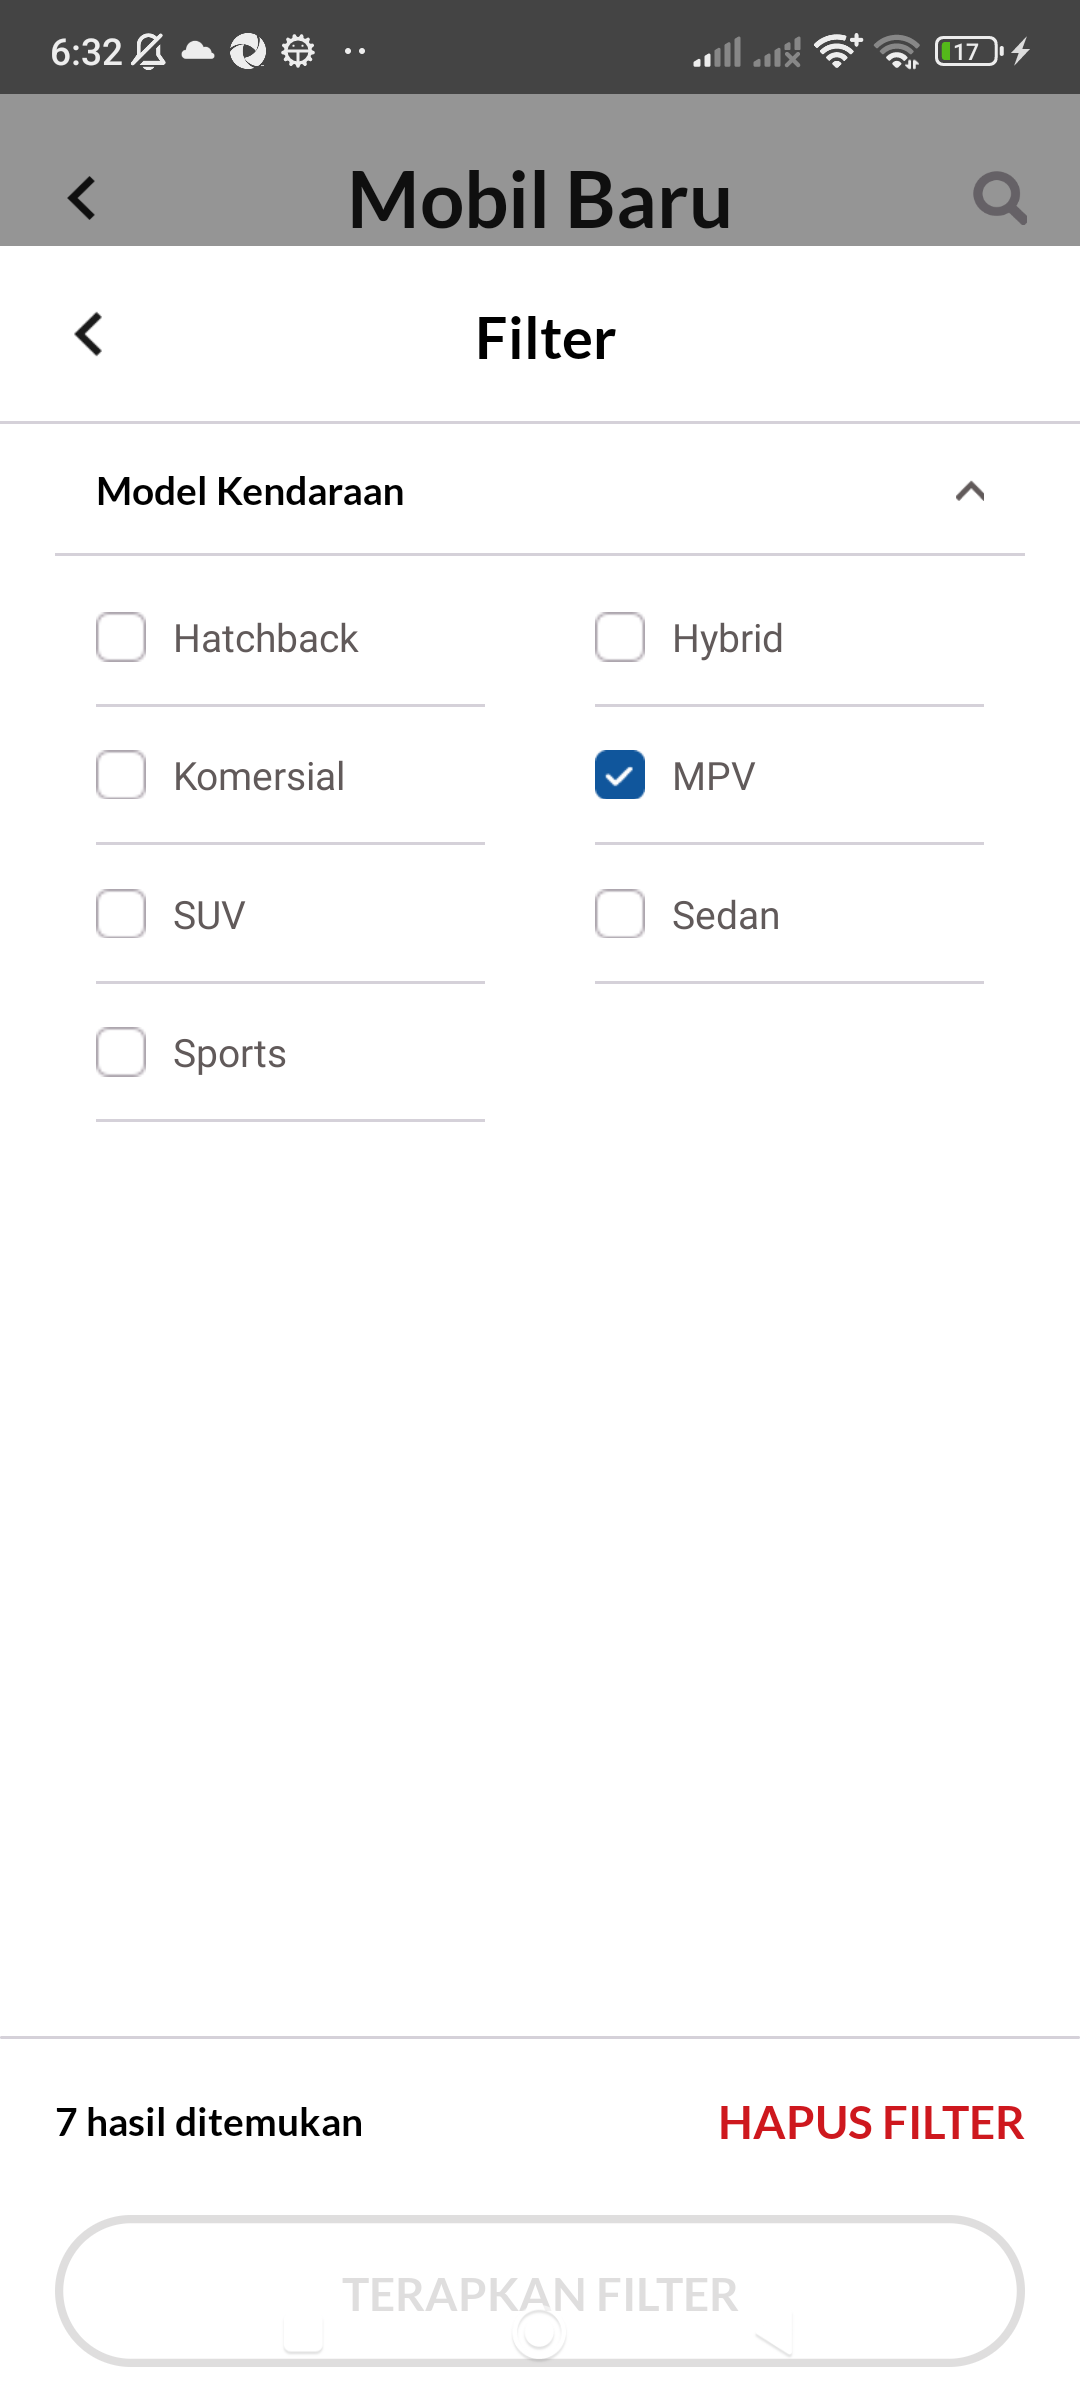 6:32
17
Mobil Baru
Filter
Model Kendaraan
Hatchback
Hybrid
Komersial
MPV
SUV
Sedan
Sports
7 hasil ditemukan
HAPUS FILTER
TERAPKAN FILTER